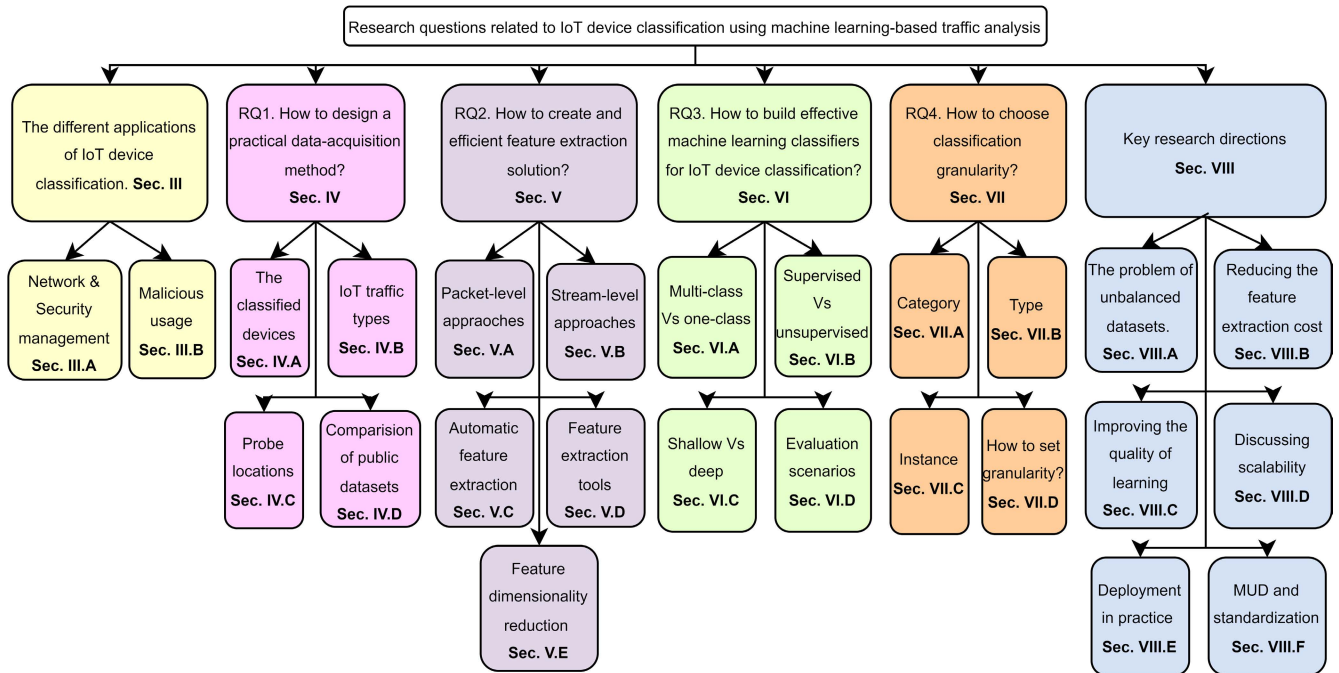 Research questions related to IoT device classification using machine learning-based traffic analysis
The different applications
of IoT device
classification. Sec. III
RQ1. How to design a
practical data-acquisition
method?
Sec. IV
RQ2. How to create and
efficient feature extraction
solution?
Sec. V
RQ3. How to build effective
machine learning classifiers
for IoT device classification?
Sec. VI
RQ4. How to choose
classification
granularity?
Sec. VII
Key research directions
Sec. VIII
Network &
Security
management
Sec. III.A
Malicious
usage
Sec. III.B
The
classified
devices
Sec. IV.A
IoT traffic
types
Sec. IV.B
Packet-level
appraoches
Sec. V.A
Stream-level
approaches
Sec. V.B
Multi-class
Vs one-class
Sec. VI.A
Supervised
Vs
unsupervised
Sec. VI.B
Category
Sec. VII.A
Type
Sec. VII.B
The problem of
unbalanced
datasets.
Sec. VIII.A
Reducing the
feature
extraction cost
Sec. VIII.B
Probe
locations
Sec. IV.C
Comparision
of public
datasets
Sec. IV.D
Automatic
feature
extraction
Sec. V.C
Feature
extraction
tools
Sec. V.D
Shallow Vs
deep
Sec. VI.C
Evaluation
scenarios
Sec. VI.D
Instance
Sec. VII.C
How to set
granularity?
Sec. VII.D
Improving the
quality of
learning
Sec. VIII.C
Discussing
scalability
Sec. VIII.D
Feature
dimensionality
reduction
Sec. V.E
Deployment
in practice
Sec. VIII.E
MUD and
standardization
Sec. VIII.F